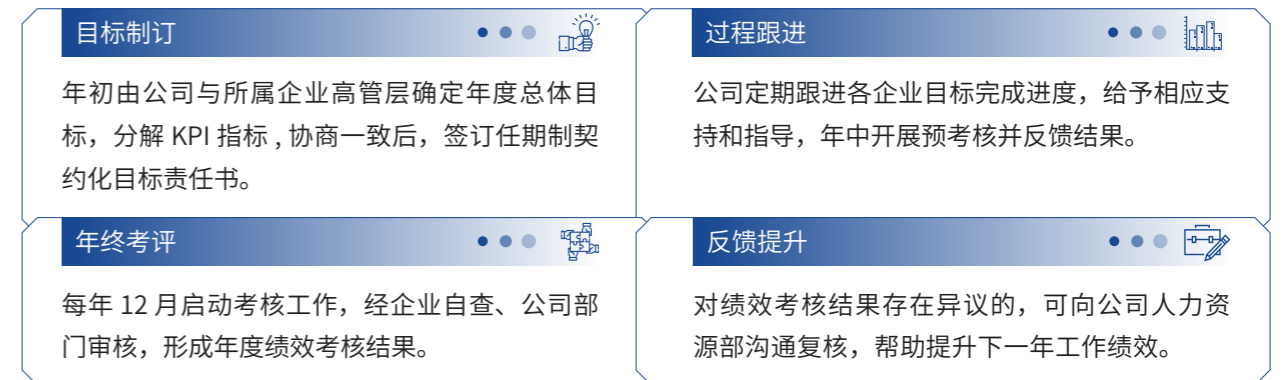 目标制订
年初由公司与所属企业高管层确定年度总体目
标，分解 KPI 指标 , 协商一致后，签订任期制契
约化目标责任书。
过程跟进
公司定期跟进各企业目标完成进度，给予相应支
持和指导，年中开展预考核并反馈结果。
年终考评
每年 12 月启动考核工作，经企业自查、公司部
门审核，形成年度绩效考核结果。
反馈提升
对绩效考核结果存在异议的，可向公司人力资
源部沟通复核，帮助提升下一年工作绩效。